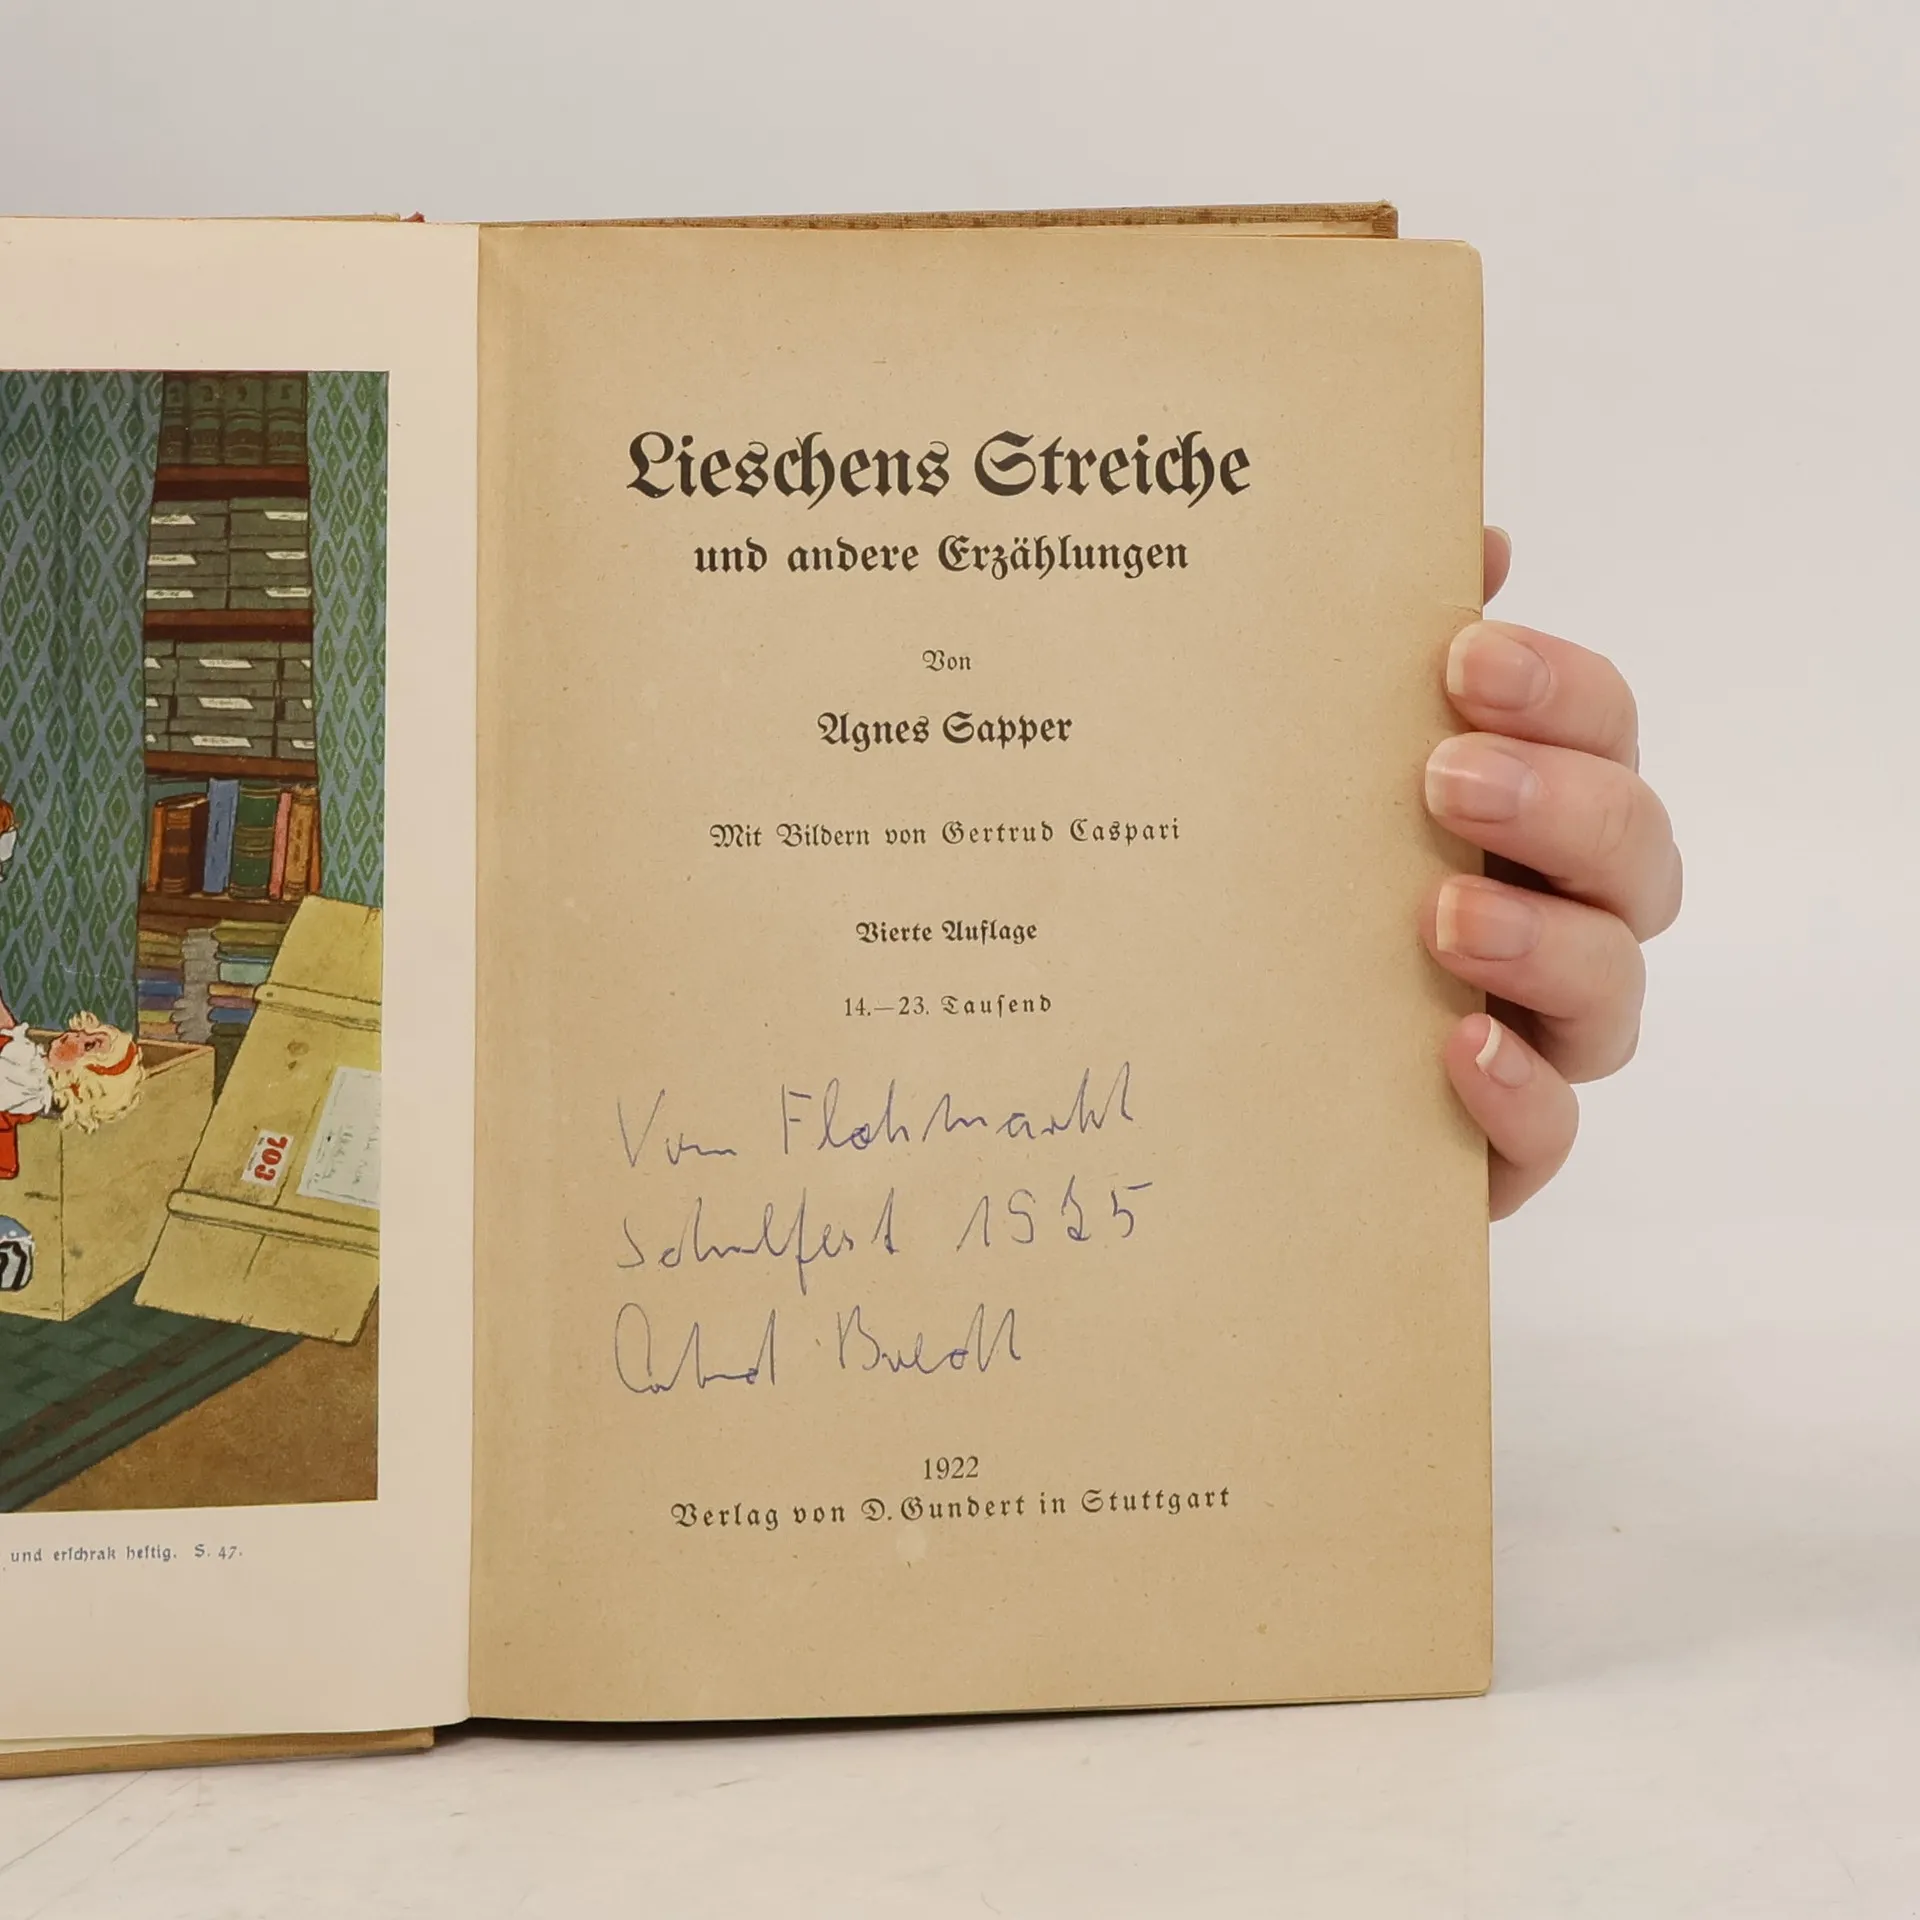 und erschrak heftig. S. 47.
Lieschens Streiche
und andere Erzählungen
Von
Agnes Sapper
Mit Bildern von Gertrud Caspari
Vierte Auflage
14.—23. Tausend
Vom Flohmarkt
Schulfest
1922
Verlag von D. Gundert in Stuttgart
703